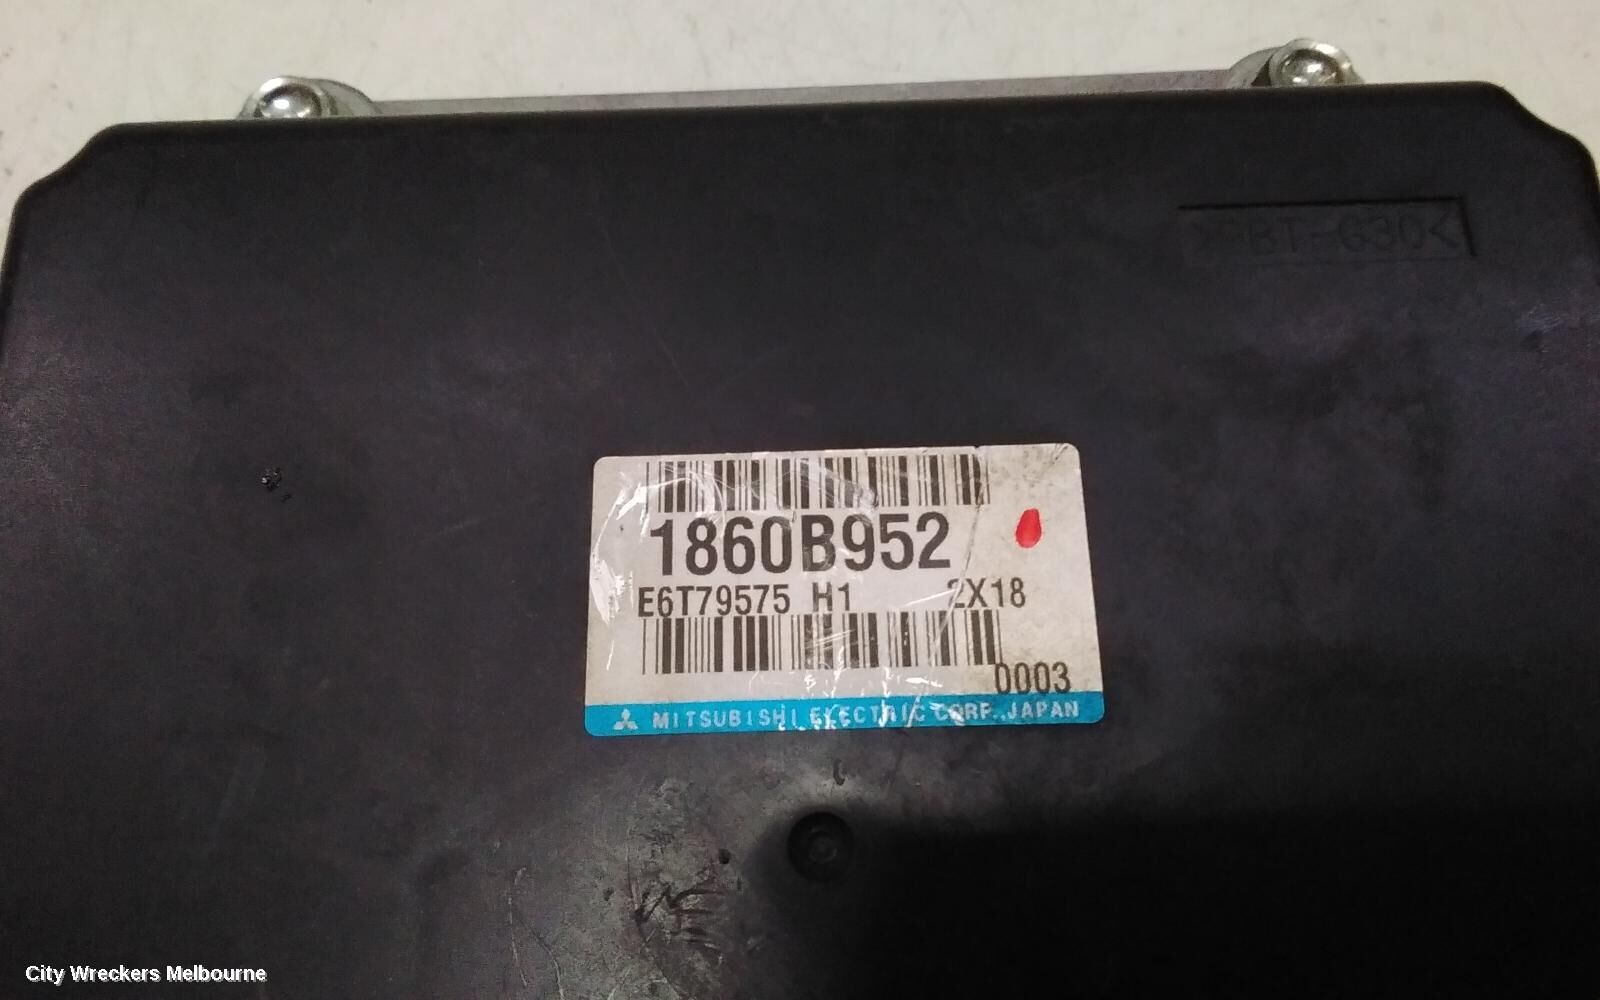 >PBT-G30<
1860B952
E6T79575 H1 2X18
0003
MITSUBISHI ELECTRIC CORP., JAPAN
City Wreckers Melbourne